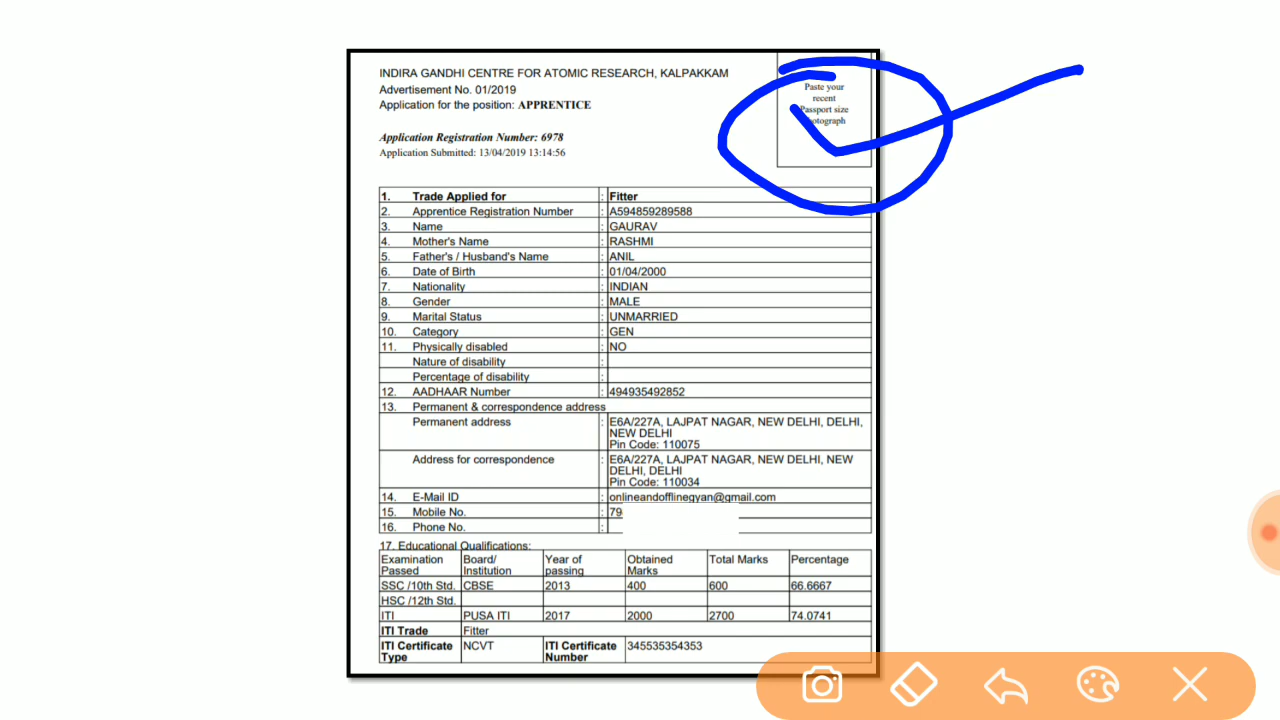 INDIRA GANDHI CENTRE FOR ATOMIC RESEARCH, KALPAKKAM
Advertisement No. 01/2019
Application for the position: APPRENTICE
Paste your
recent
Passport size
photograph
Application Registration Number: 6978
Application Submitted: 13/04/2019 13:14:56
1. Trade Applied for : Fitter
2. Apprentice Registration Number : A594859289588
3. Name : GAURAV
4. Mother's Name : RASHMI
5. Father's / Husband's Name : ANIL
6. Date of Birth : 01/04/2000
7. Nationality : INDIAN
8. Gender : MALE
9. Marital Status : UNMARRIED
10. Category : GEN
11. Physically disabled : NO
Nature of disability :
Percentage of disability :
12. AADHAAR Number : 494935492852
13. Permanent & correspondence address
Permanent address : E6A/227A, LAJPAT NAGAR, NEW DELHI, DELHI,
NEW DELHI
Pin Code: 110075
Address for correspondence : E6A/227A, LAJPAT NAGAR, NEW DELHI, NEW
DELHI, DELHI
Pin Code: 110034
14. E-Mail ID : onlineandofflinegyan@gmail.com
15. Mobile No. : 79
16. Phone No. :
17. Educational Qualifications:
Examination Passed Board/ Institution Year of passing Obtained Marks Total Marks Percentage
SSC /10th Std. CBSE 2013 400 600 66.6667
HSC /12th Std.
ITI PUSA ITI 2017 2000 2700 74.0741
ITI Trade Fitter
ITI Certificate Type NCVT ITI Certificate Number 345535354353